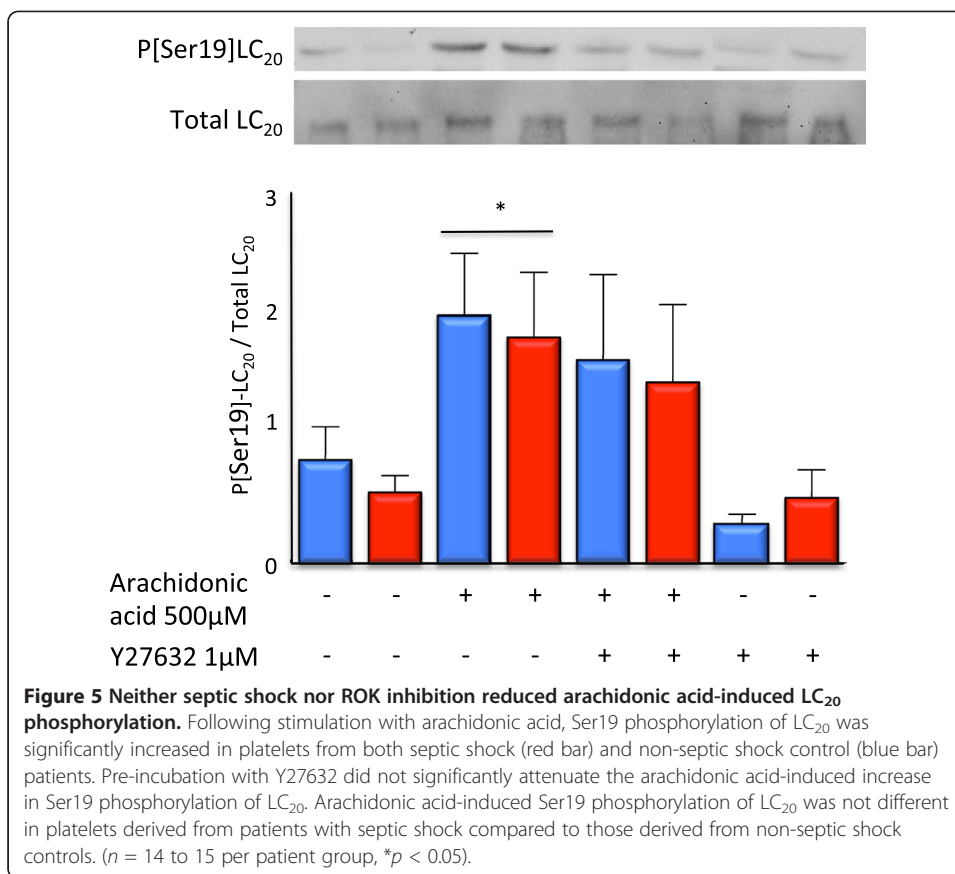 P[Ser19]LC20
Total LC20
P[Ser19]-LC20 / Total LC20
3
2
1
0
*
Arachidonic acid 500µM - - + + + + - -
Y27632 1µM - - - - + + + +
Figure 5 Neither septic shock nor ROK inhibition reduced arachidonic acid-induced LC20
phosphorylation. Following stimulation with arachidonic acid, Ser19 phosphorylation of LC20 was
significantly increased in platelets from both septic shock (red bar) and non-septic shock control (blue bar)
patients. Pre-incubation with Y27632 did not significantly attenuate the arachidonic acid-induced increase
in Ser19 phosphorylation of LC20. Arachidonic acid-induced Ser19 phosphorylation of LC20 was not different
in platelets derived from patients with septic shock compared to those derived from non-septic shock
controls. (n = 14 to 15 per patient group, *p < 0.05).